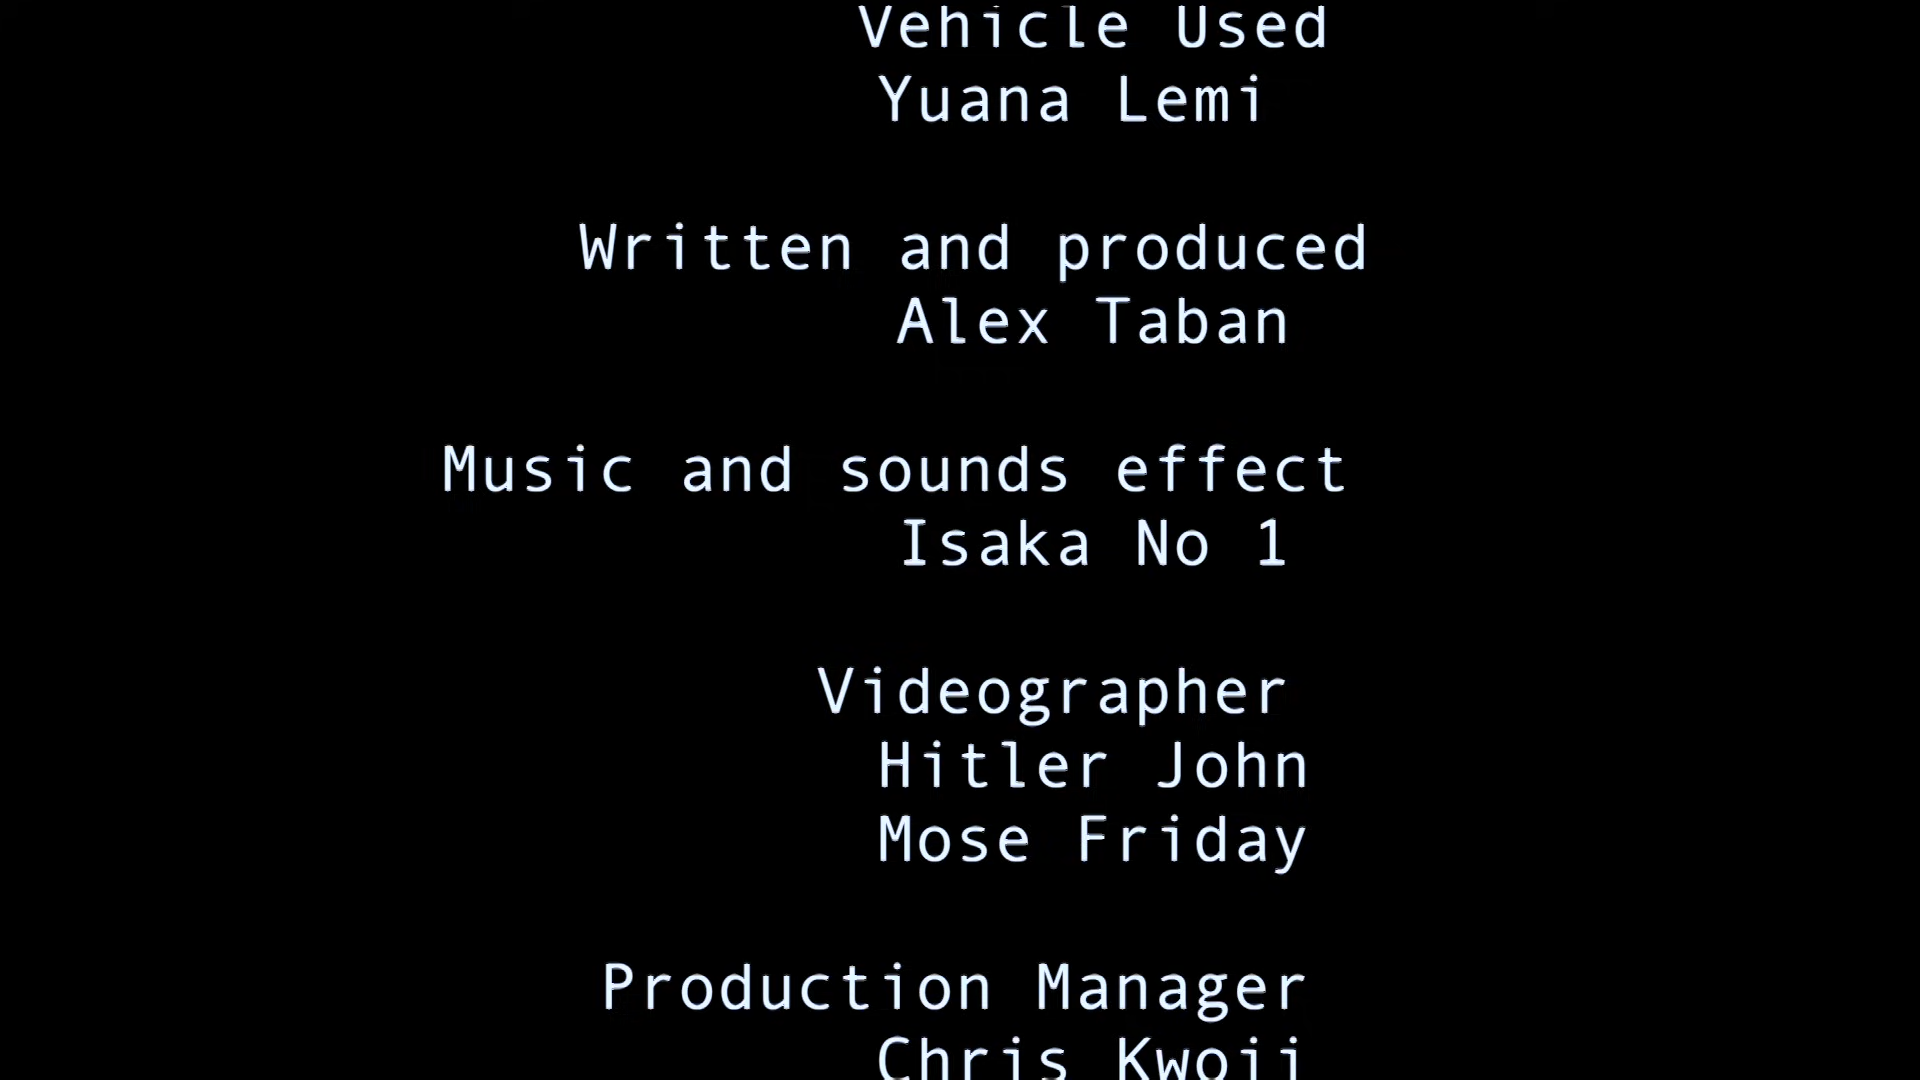 Vehicle Used
Yuana Lemi
Written and produced
Alex Taban
Music and sounds effect
Isaka No 1
Videographer
Hitler John
Mose Friday
Production Manager
Chris